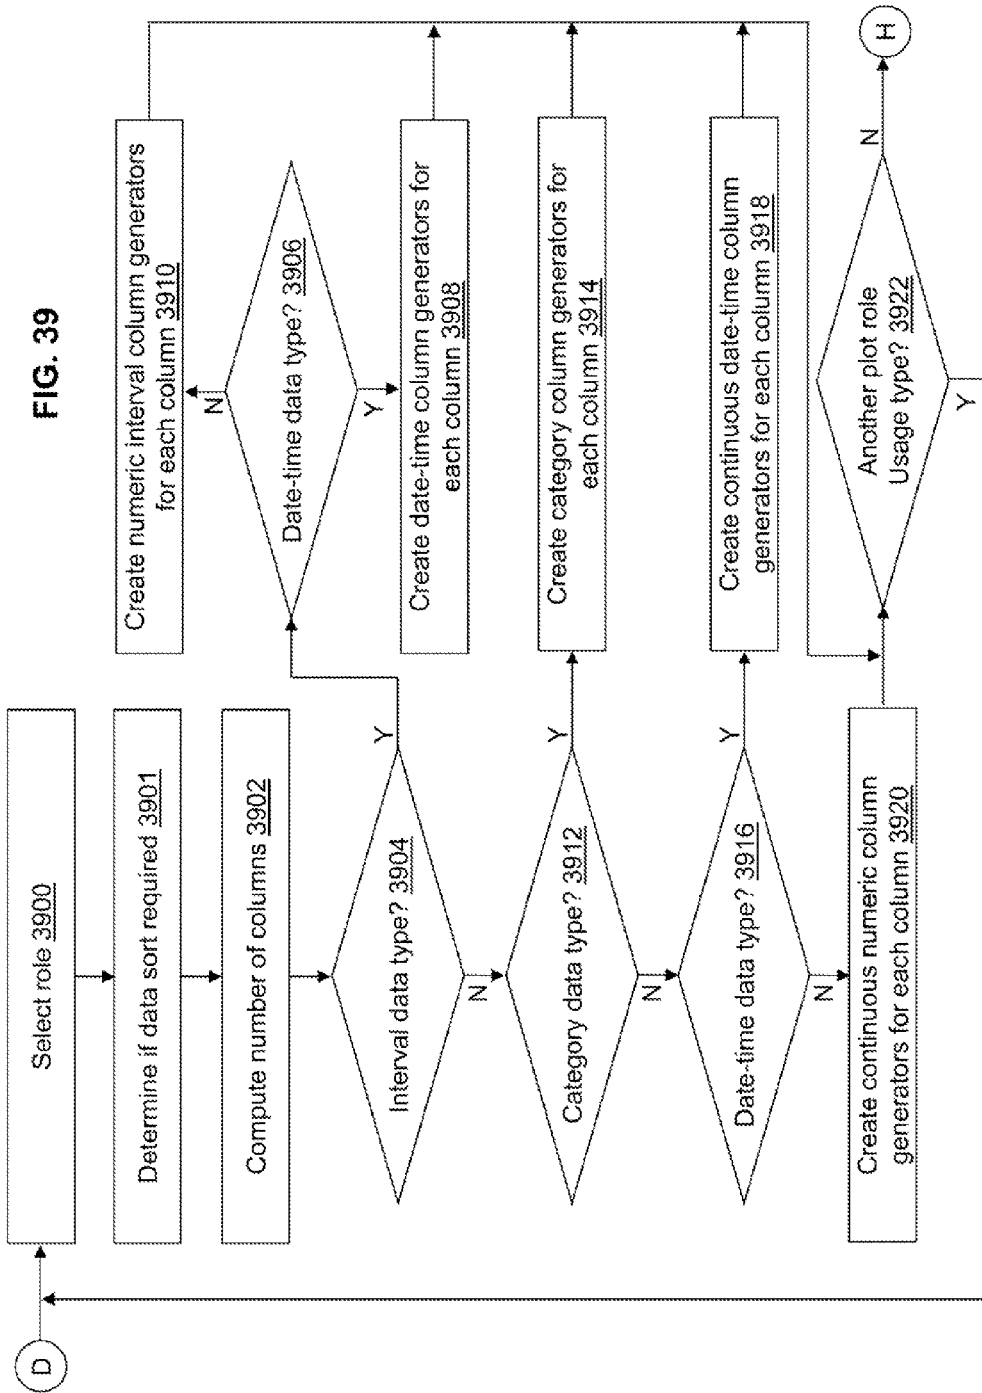 FIG. 39
D
Select role 3900
Determine if data sort required 3901
Compute number of columns 3902
Interval data type? 3904
Y
N
Date-time data type? 3906
N
Y
Create numeric interval column generators
for each column 3910
Create date-time column generators for
each column 3908
Category data type? 3912
Y
N
Create category column generators for
each column 3914
Date-time data type? 3916
Y
N
Create continuous date-time column
generators for each column 3918
Create continuous numeric column
generators for each column 3920
Another plot role
Usage type? 3922
N
Y
H